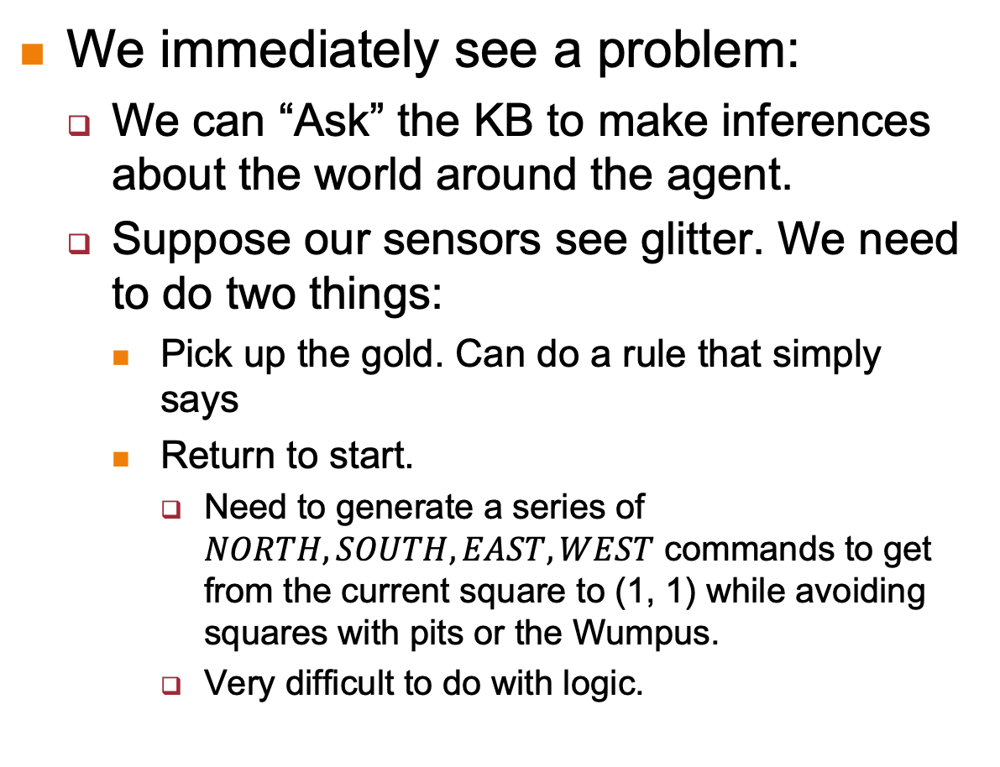 We immediately see a problem:
We can “Ask” the KB to make inferences
about the world around the agent.
Suppose our sensors see glitter. We need
to do two things:
Pick up the gold. Can do a rule that simply
says
Return to start.
Need to generate a series of
NORTH, SOUTH, EAST, WEST commands to get
from the current square to (1, 1) while avoiding
squares with pits or the Wumpus.
Very difficult to do with logic.